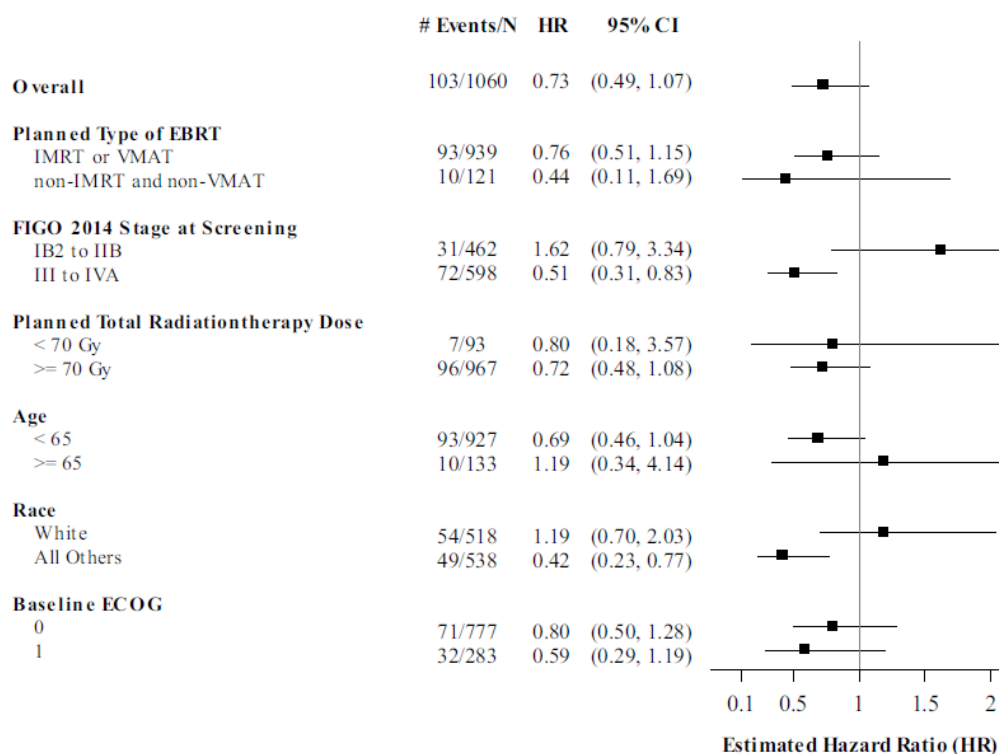 # Events/N HR 95% CI
Overall 103/1060 0.73 (0.49, 1.07)
Planned Type of EBRT
IMRT or VMAT 93/939 0.76 (0.51, 1.15)
non-IMRT and non-VMAT 10/121 0.44 (0.11, 1.69)
FIGO 2014 Stage at Screening
IB2 to IIB 31/462 1.62 (0.79, 3.34)
III to IVA 72/598 0.51 (0.31, 0.83)
Planned Total Radiationtherapy Dose
< 70 Gy 7/93 0.80 (0.18, 3.57)
>= 70 Gy 96/967 0.72 (0.48, 1.08)
Age
< 65 93/927 0.69 (0.46, 1.04)
>= 65 10/133 1.19 (0.34, 4.14)
Race
White 54/518 1.19 (0.70, 2.03)
All Others 49/538 0.42 (0.23, 0.77)
Baseline ECOG
0 71/777 0.80 (0.50, 1.28)
1 32/283 0.59 (0.29, 1.19)
0.1 0.5 1 1.5 2
Estimated Hazard Ratio (HR)